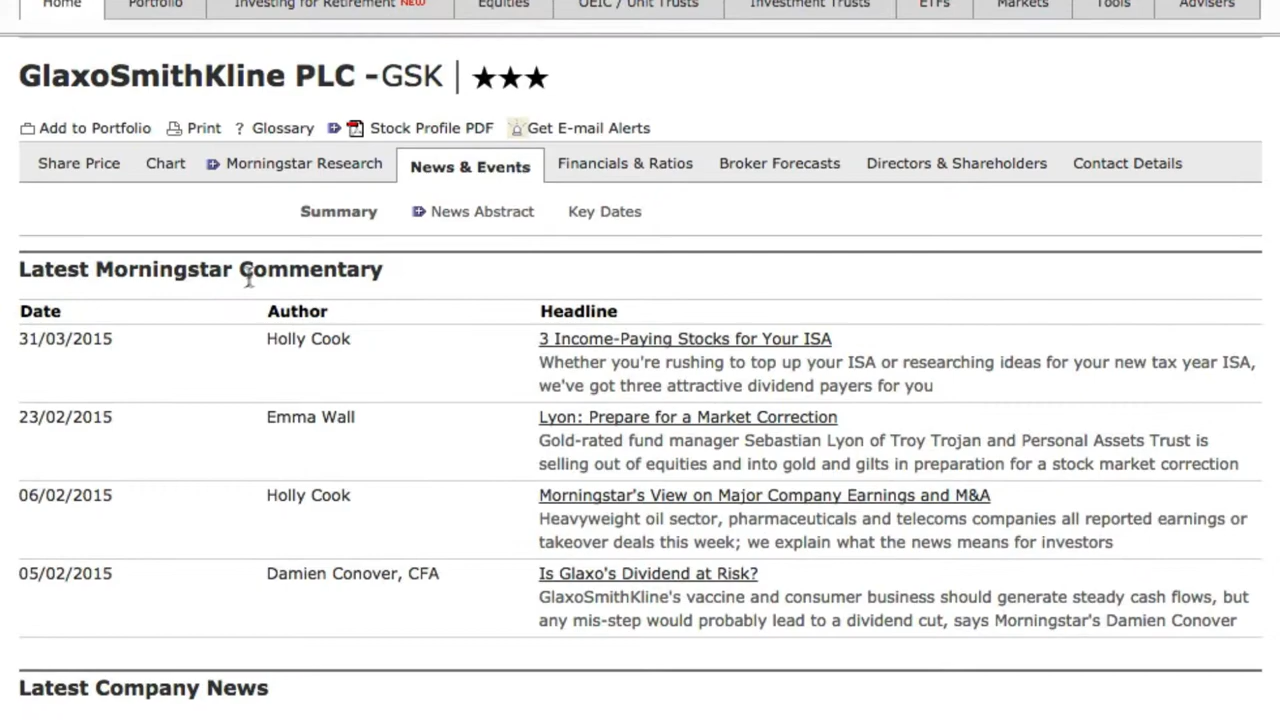 Home Portfolio Investing for Retirement NEW Equities OEIC / Unit Trusts Investment Trusts ETFs Markets Tools Advisers
GlaxoSmithKline PLC -GSK | ★★★
Add to Portfolio Print ? Glossary Stock Profile PDF Get E-mail Alerts
Share Price Chart Morningstar Research News & Events Financials & Ratios Broker Forecasts Directors & Shareholders Contact Details
Summary News Abstract Key Dates
Latest Morningstar Commentary
Date Author Headline
31/03/2015 Holly Cook 3 Income-Paying Stocks for Your ISA
Whether you're rushing to top up your ISA or researching ideas for your new tax year ISA,
we've got three attractive dividend payers for you
23/02/2015 Emma Wall Lyon: Prepare for a Market Correction
Gold-rated fund manager Sebastian Lyon of Troy Trojan and Personal Assets Trust is
selling out of equities and into gold and gilts in preparation for a stock market correction
06/02/2015 Holly Cook Morningstar's View on Major Company Earnings and M&A
Heavyweight oil sector, pharmaceuticals and telecoms companies all reported earnings or
takeover deals this week; we explain what the news means for investors
05/02/2015 Damien Conover, CFA Is Glaxo's Dividend at Risk?
GlaxoSmithKline's vaccine and consumer business should generate steady cash flows, but
any mis-step would probably lead to a dividend cut, says Morningstar's Damien Conover
Latest Company News